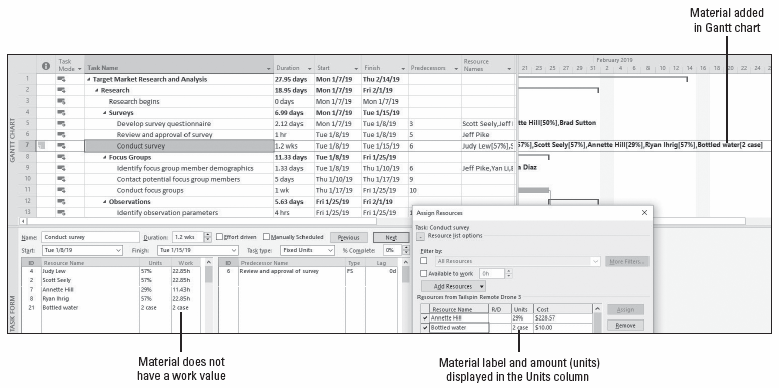 Material added
in Gantt chart
Task Mode Task Name Duration Start Finish Predecessors Resource Names
February 2019
21 23 25 27 29 31 2 4 6 8 10 12 14 16 18 20 22 24 26
GANTT CHART
1 Target Market Research and Analysis 27.95 days Mon 1/7/19 Thu 2/14/19
2 Research 18.95 days Mon 1/7/19 Fri 2/1/19
3 Research begins 0 days Mon 1/7/19 Mon 1/7/19
4 Surveys 6.99 days Mon 1/7/19 Tue 1/15/19
5 Develop survey questionnaire 2.12 days Mon 1/7/19 Tue 1/8/19 3 Scott Seely,Jeff tte Hill[50%],Brad Sutton
6 Review and approval of survey 1 hr Tue 1/8/19 Tue 1/8/19 5 Jeff Pike
7 Conduct survey 1.2 wks Tue 1/8/19 Tue 1/15/19 6 Judy Lew[57%],S 57%],Scott Seely[57%],Annette Hill[29%],Ryan Ihrig[57%],Bottled water[2 case]
8 Focus Groups 11.33 days Tue 1/8/19 Fri 1/25/19
9 Identify focus group member demographics 1.33 days Tue 1/8/19 Thu 1/10/19 6 Jeff Pike,Yan Li,E Diaz
10 Contact potential focus group members 5 days Thu 1/10/19 Thu 1/17/19 9
11 Conduct focus groups 1 wk Thu 1/17/19 Fri 1/25/19 10
12 Observations 5.63 days Fri 1/25/19 Fri 2/1/19
13 Identify observation parameters 4 hrs Fri 1/25/19 Fri 1/25/19
TASK FORM
Name: Conduct survey Duration: 1.2 wks Effort driven Manually Scheduled Previous Next
Start: Tue 1/8/19 Finish: Tue 1/15/19 Task type: Fixed Units % Complete: 0%
ID Resource Name Units Work ID Predecessor Name Type Lag
4 Judy Lew 57% 22.85h 6 Review and approval of survey FS 0d
2 Scott Seely 57% 22.85h
7 Annette Hill 29% 11.43h
8 Ryan Ihrig 57% 22.85h
21 Bottled water 2 case
Assign Resources
Task: Conduct survey
Resource list options
Filter by:
All Resources More Filters...
Available to work 0h
Add Resources
Resources from Tailspin Remote Drone 3
Resource Name R/D Units Cost
Annette Hill 29% $228.57 Assign
Bottled water 2 case $10.00 Remove
Material does not
have a work value
Material label and amount (units)
displayed in the Units column